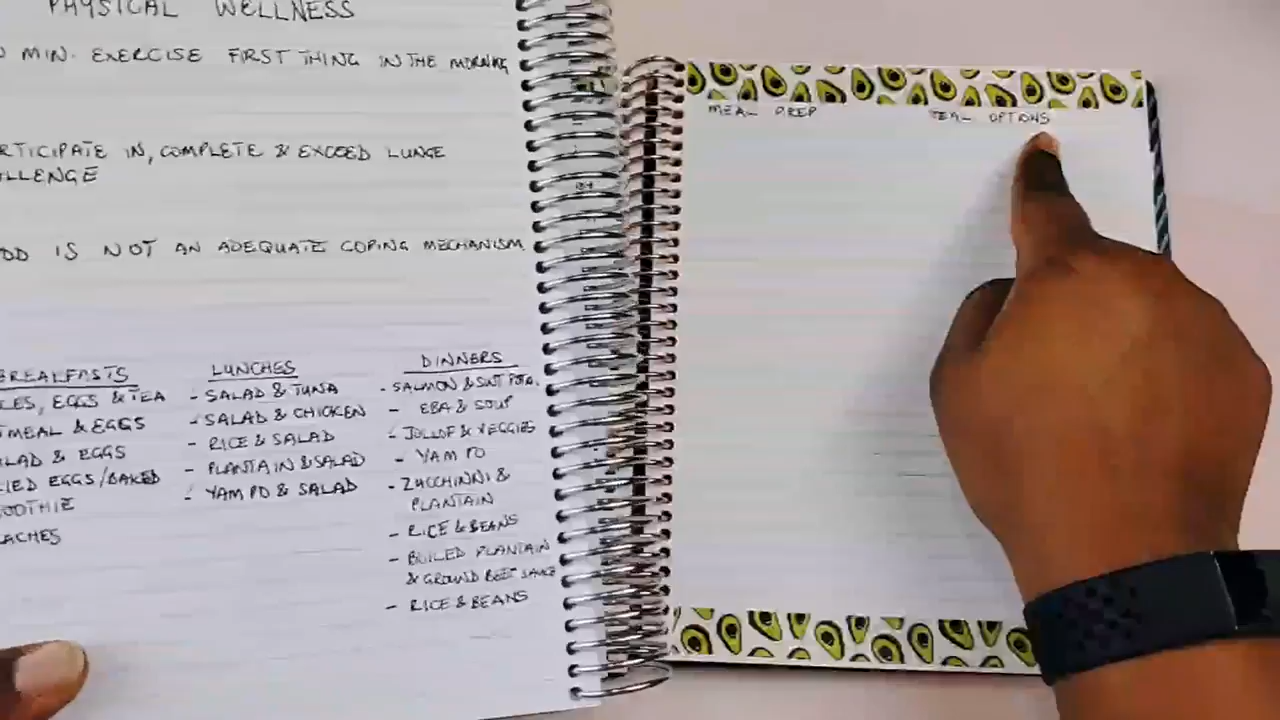 PHYSICAL WELLNESS
MIN. EXERCISE FIRST THING IN THE MORNING
RTICIPATE IN, COMPLETE & EXCEED LUNGE
LLENGE
OD IS NOT AN ADEQUATE COPING MECHANISM
BREAKFASTS
LES, EGGS & TEA
TMEAL & EGGS
LAD & EGGS
IED EGGS/BAKED
OOTHIE
LUNCHES
- SALAD & TUNA
- SALAD & CHICKEN
- RICE & SALAD
- PLANTAIN & SALAD
- YAM PO & SALAD
DINNERS
- SALMON & SWT POTA.
- EBA & SOUP
- JOLLOF & VEGGIES
- YAM PO
- ZUCCHINNI &
PLANTAIN
- RICE & BEANS
- BOILED PLANTAIN
& GROUND BEEF SAUCE
- RICE & BEANS
MEAL PREP
MEAL OPTIONS